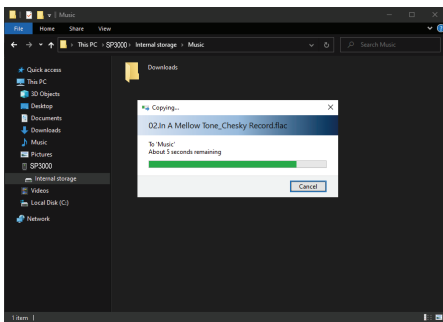 Music
File Home Share View
This PC > SP3000 > Internal storage > Music
Search Music
Quick access
This PC
3D Objects
Desktop
Documents
Downloads
Music
Pictures
SP3000
Internal storage
Videos
Local Disk (C:)
Network
Downloads
Copying...
02.In A Mellow Tone_Chesky Record.flac
To 'Music'
About 5 seconds remaining
Cancel
1 item